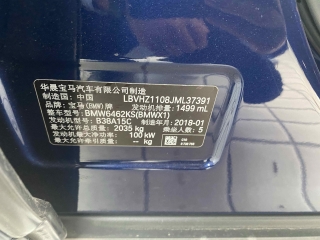 华晨宝马汽车有限公司制造
制造国：中国 LBVHZ1108JML37391
品牌：宝马(BMW)牌 发动机排量：1499 mL
整车型号：BMW6462KS(BMWX1)
发动机型号：B38A15C 制造年月：2018-01
最大允许总质量：2035 kg 乘坐人数：5
发动机最大净功率：100 kW
最大允许牵引质量： kg